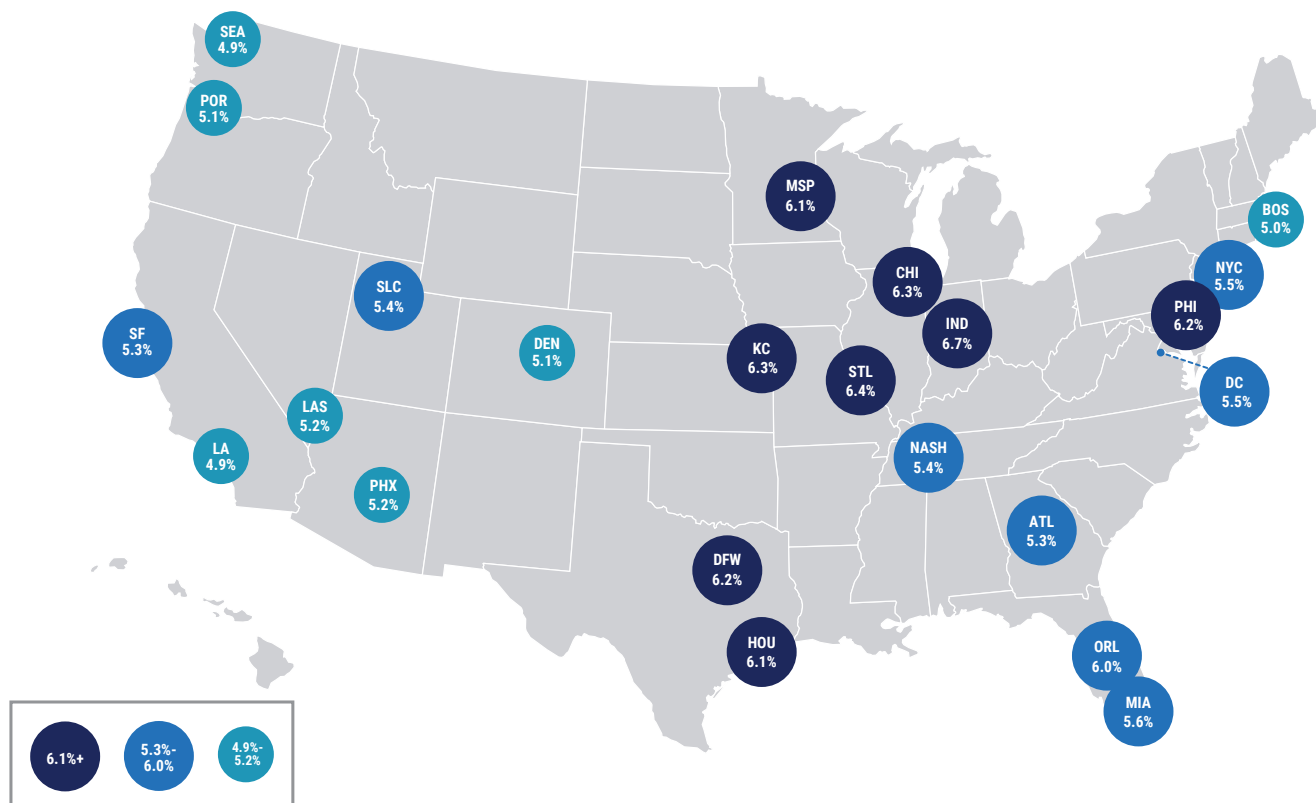 SEA
4.9%
POR
5.1%
MSP
6.1%
BOS
5.0%
CHI
6.3%
NYC
5.5%
SLC
5.4%
PHI
6.2%
IND
6.7%
SF
5.3%
DEN
5.1%
KC
6.3%
STL
6.4%
DC
5.5%
LAS
5.2%
LA
4.9%
NASH
5.4%
PHX
5.2%
ATL
5.3%
DFW
6.2%
HOU
6.1%
ORL
6.0%
MIA
5.6%
6.1%+
5.3%-
6.0%
4.9%-
5.2%